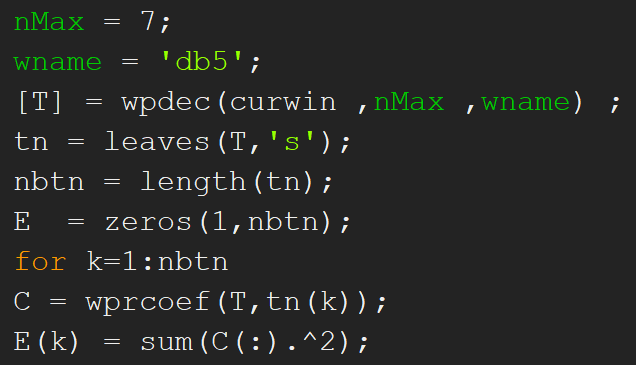 nMax = 7;
wname = 'db5';
[T] = wpdec(curwin ,nMax ,wname) ;
tn = leaves(T,'s');
nbtn = length(tn);
E  = zeros(1,nbtn);
for k=1:nbtn
C = wprcoef(T,tn(k));
E(k) = sum(C(:).^2);